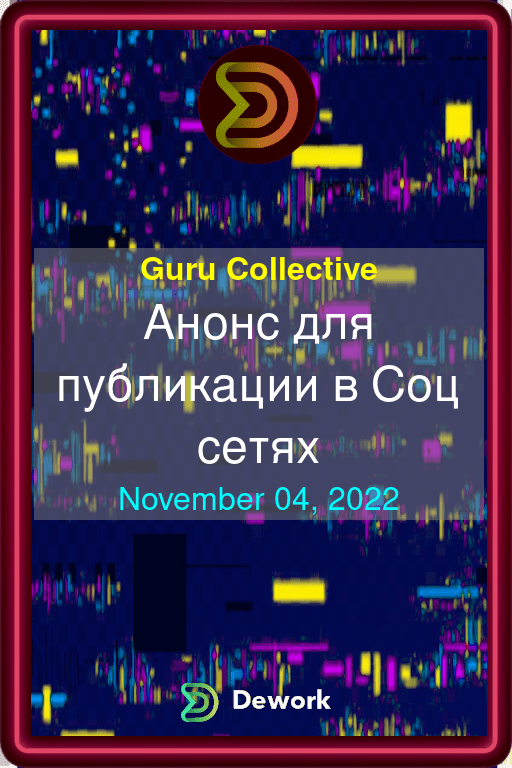 Guru Collective
Анонс для
публикации в Соц
сетях
November 04, 2022
Dework